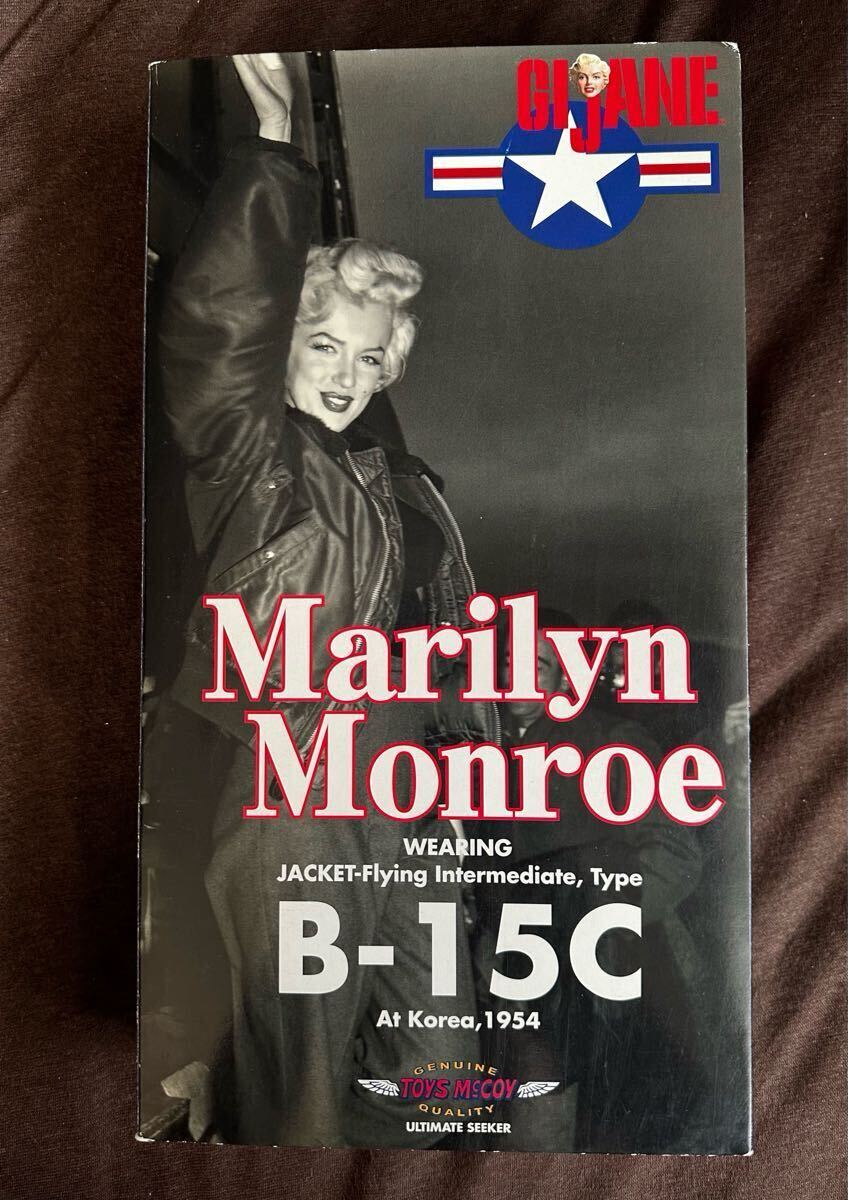 GI JANE
Marilyn
Monroe
WEARING
JACKET-Flying Intermediate, Type
B-15C
At Korea,1954
GENUINE
TOYS McCOY
QUALITY
ULTIMATE SEEKER